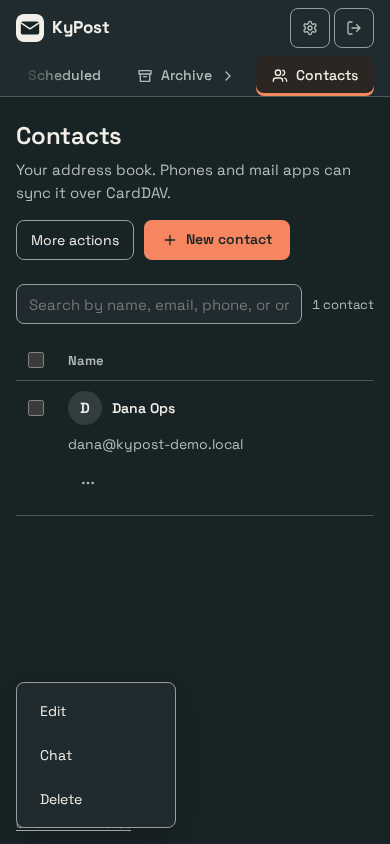 KyPost
Scheduled
Archive
Contacts
Contacts
Your address book. Phones and mail apps can
sync it over CardDAV.
More actions
New contact
Search by name, email, phone, or or
1 contact
Name
D
Dana Ops
dana@kypost-demo.local
...
Edit
Chat
Delete